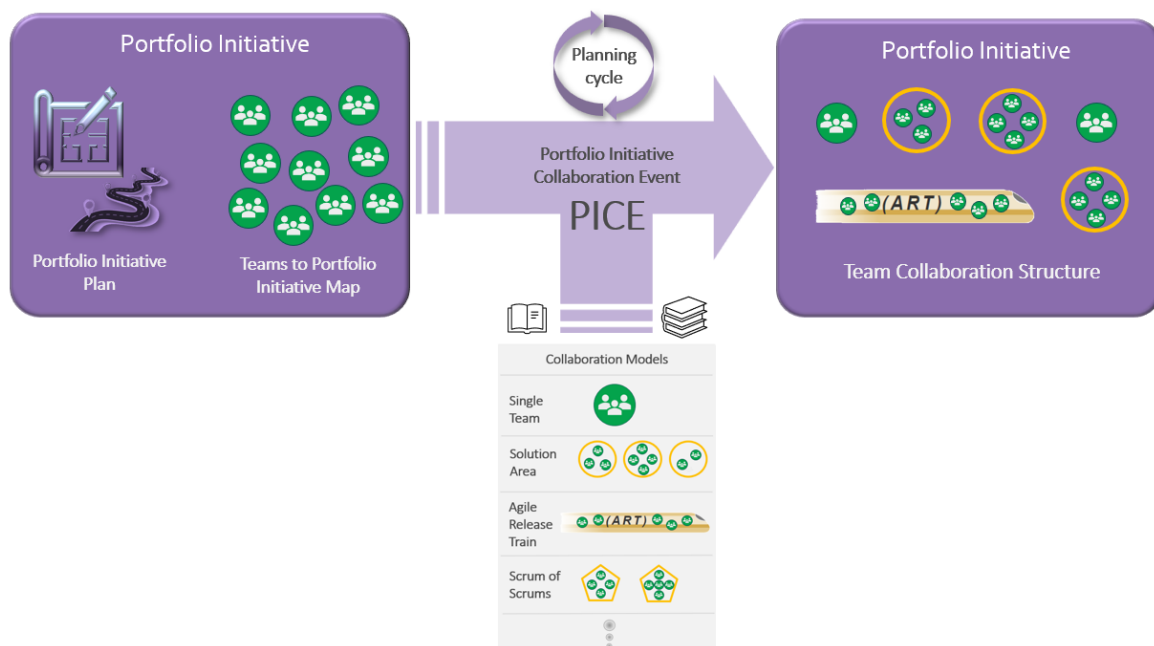 Portfolio Initiative
Portfolio Initiative
Plan
Teams to Portfolio
Initiative Map
Planning
cycle
Portfolio Initiative
Collaboration Event
PICE
Portfolio Initiative
(ART)
Team Collaboration Structure
Collaboration Models
Single
Team
Solution
Area
Agile
Release
Train
(ART)
Scrum of
Scrums